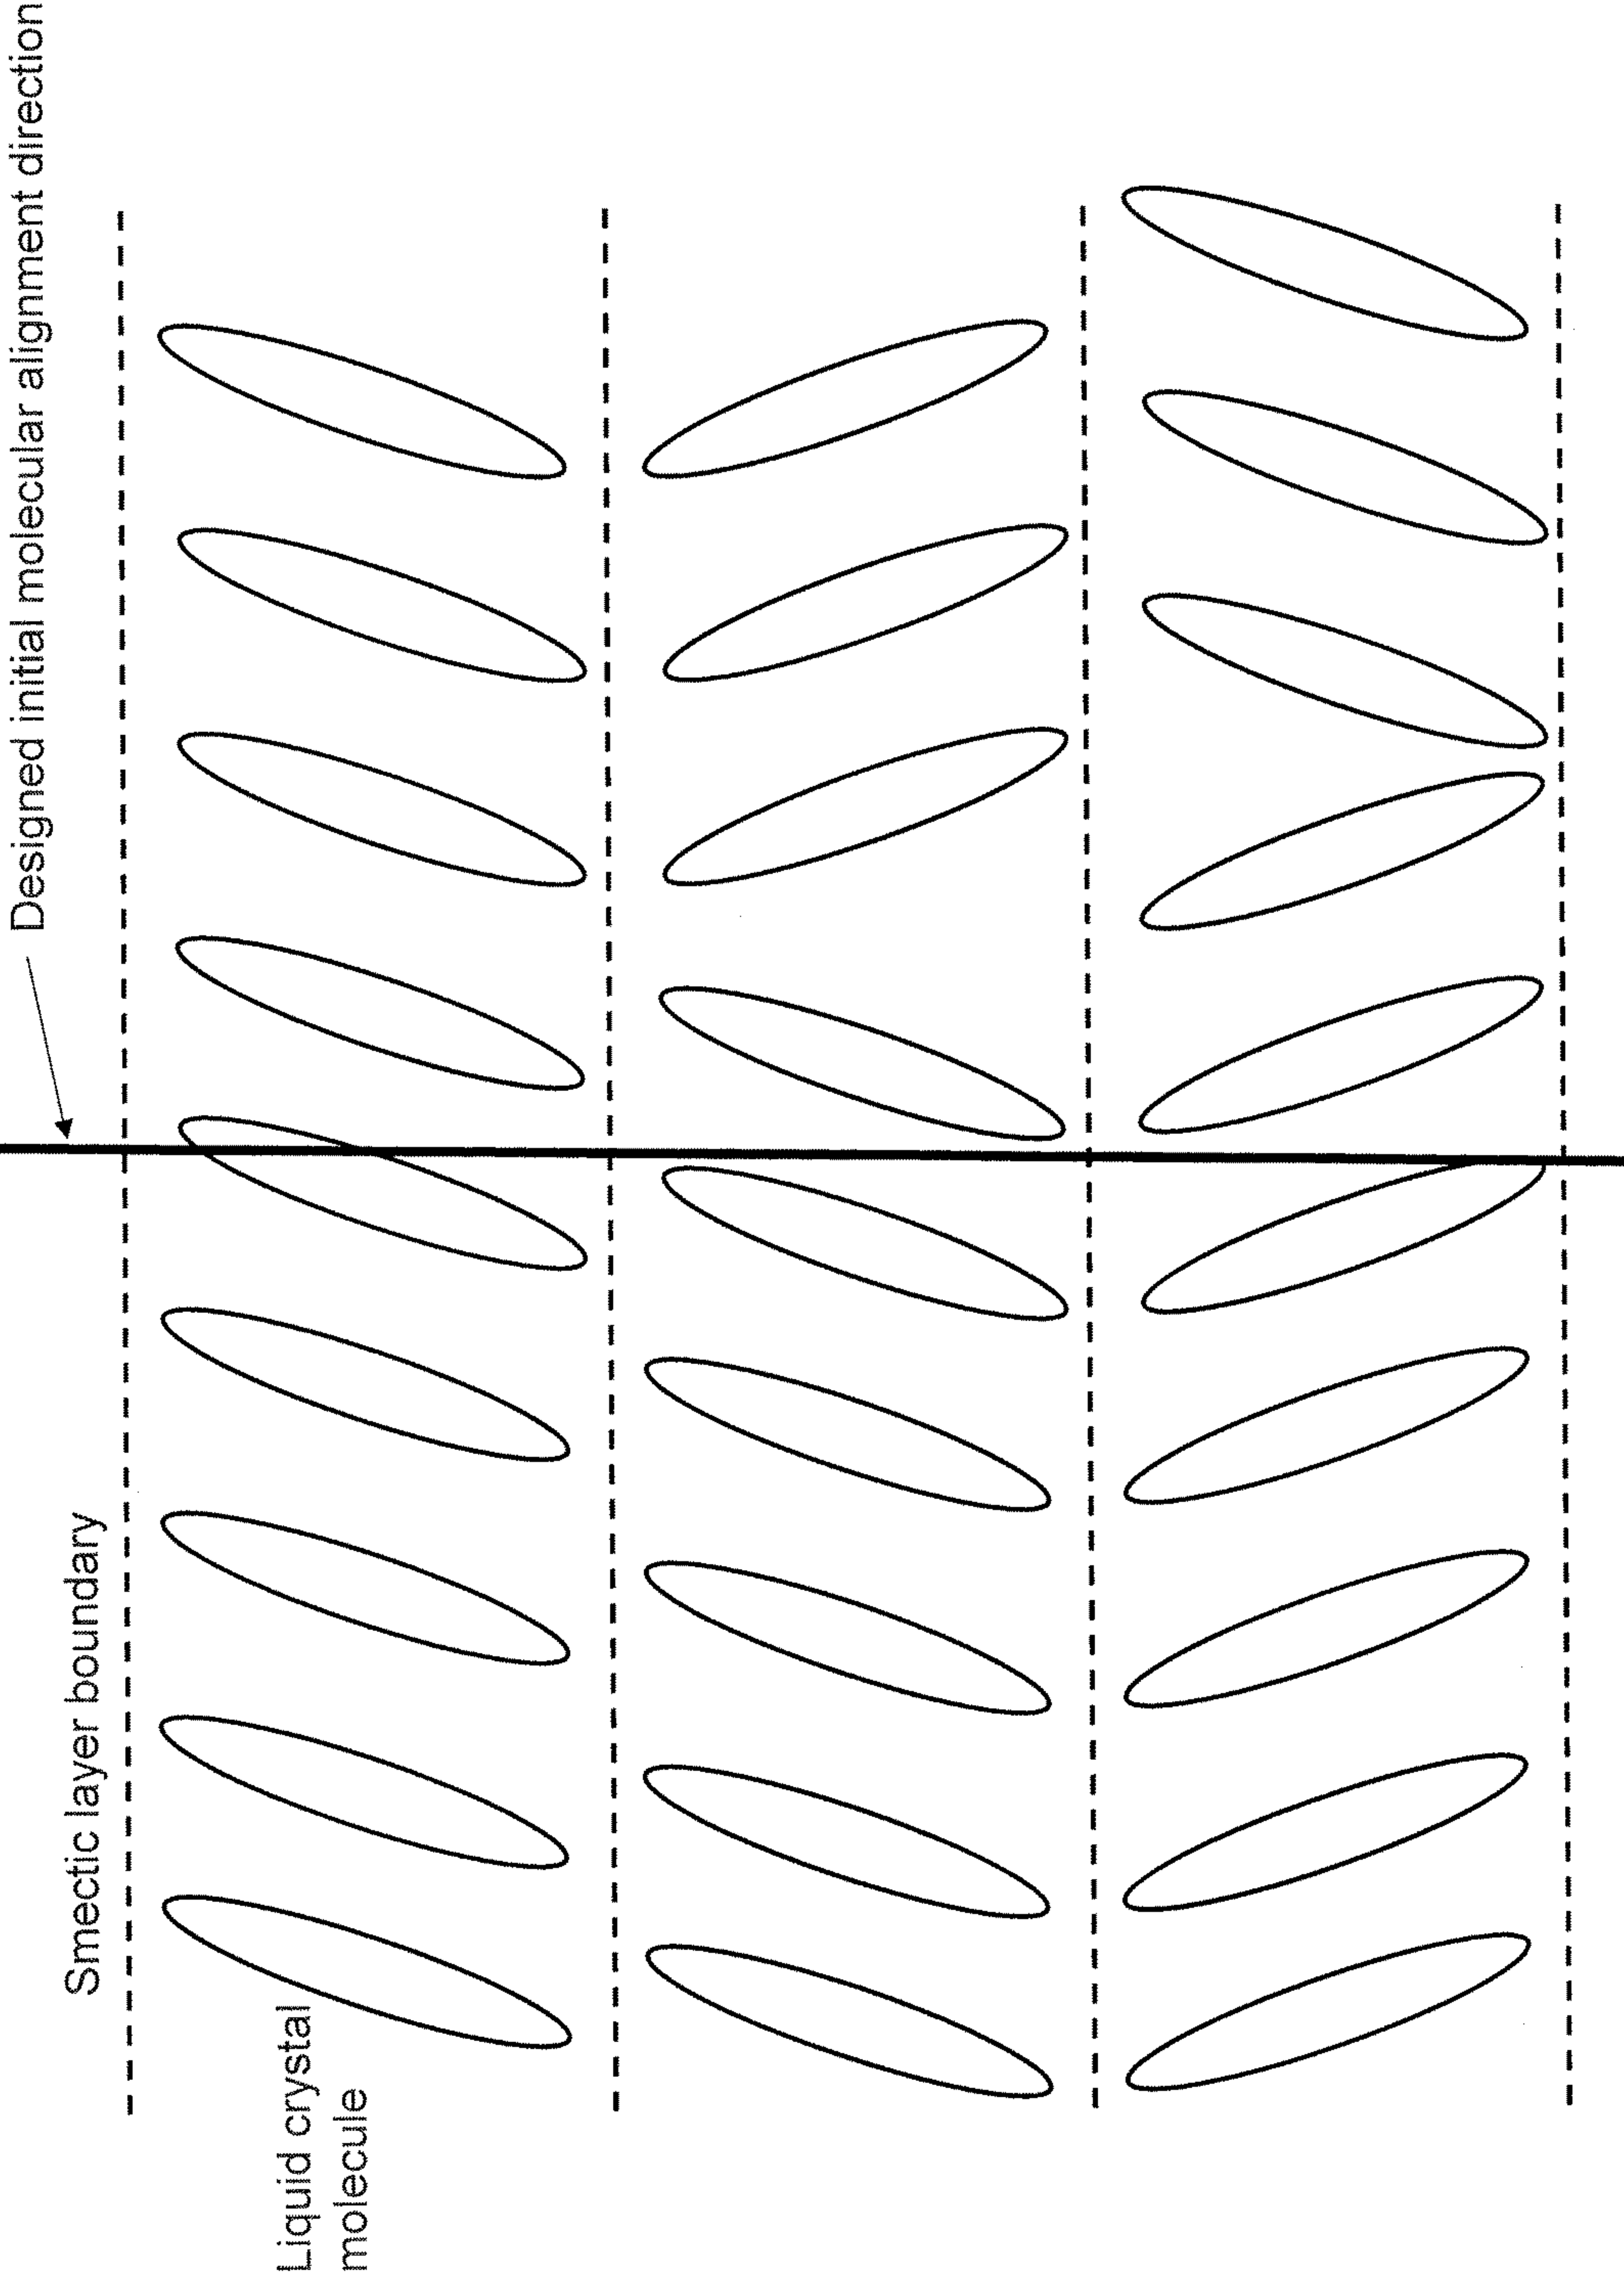 Designed initial molecular alignment direction
Smectic layer boundary
Liquid crystal
molecule